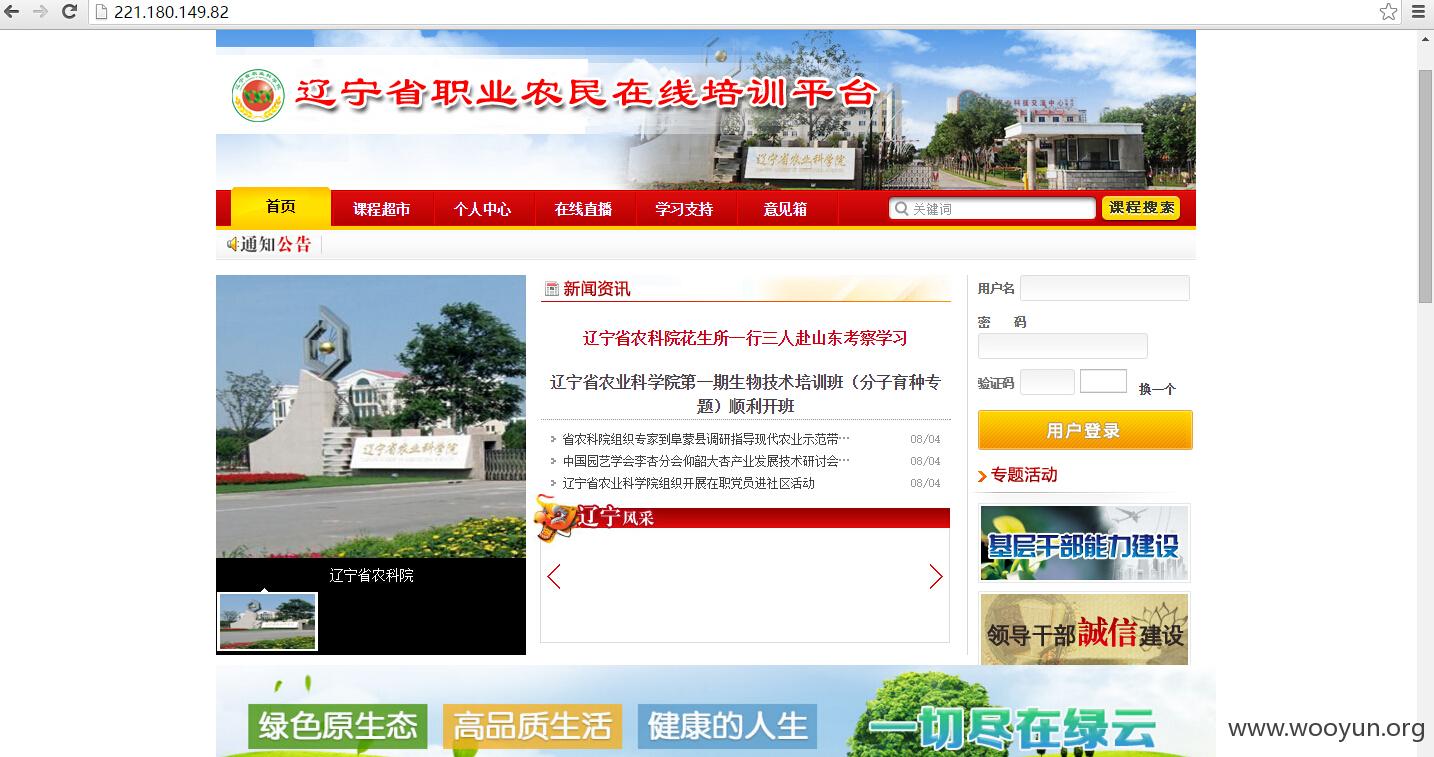 221.180.149.82
辽宁省职业农民在线培训平台
辽宁省农业科学院
首页
课程超市
个人中心
在线直播
学习支持
意见箱
关键词
课程搜索
通知公告
新闻资讯
辽宁省农科院花生所一行三人赴山东考察学习
辽宁省农业科学院第一期生物技术培训班（分子育种专
题）顺利开班
省农科院组织专家到阜蒙县调研指导现代农业示范带… 08/04
中国园艺学会李杏分会仰韶大杏产业发展技术研讨会… 08/04
辽宁省农业科学院组织开展在职党员进社区活动 08/04
辽宁风采
辽宁省农业科学院
辽宁省农科院
用户名
密 码
验证码
换一个
用户登录
专题活动
基层干部能力建设
领导干部誠信建设
绿色原生态
高品质生活
健康的人生
一切尽在绿云
www.wooyun.org